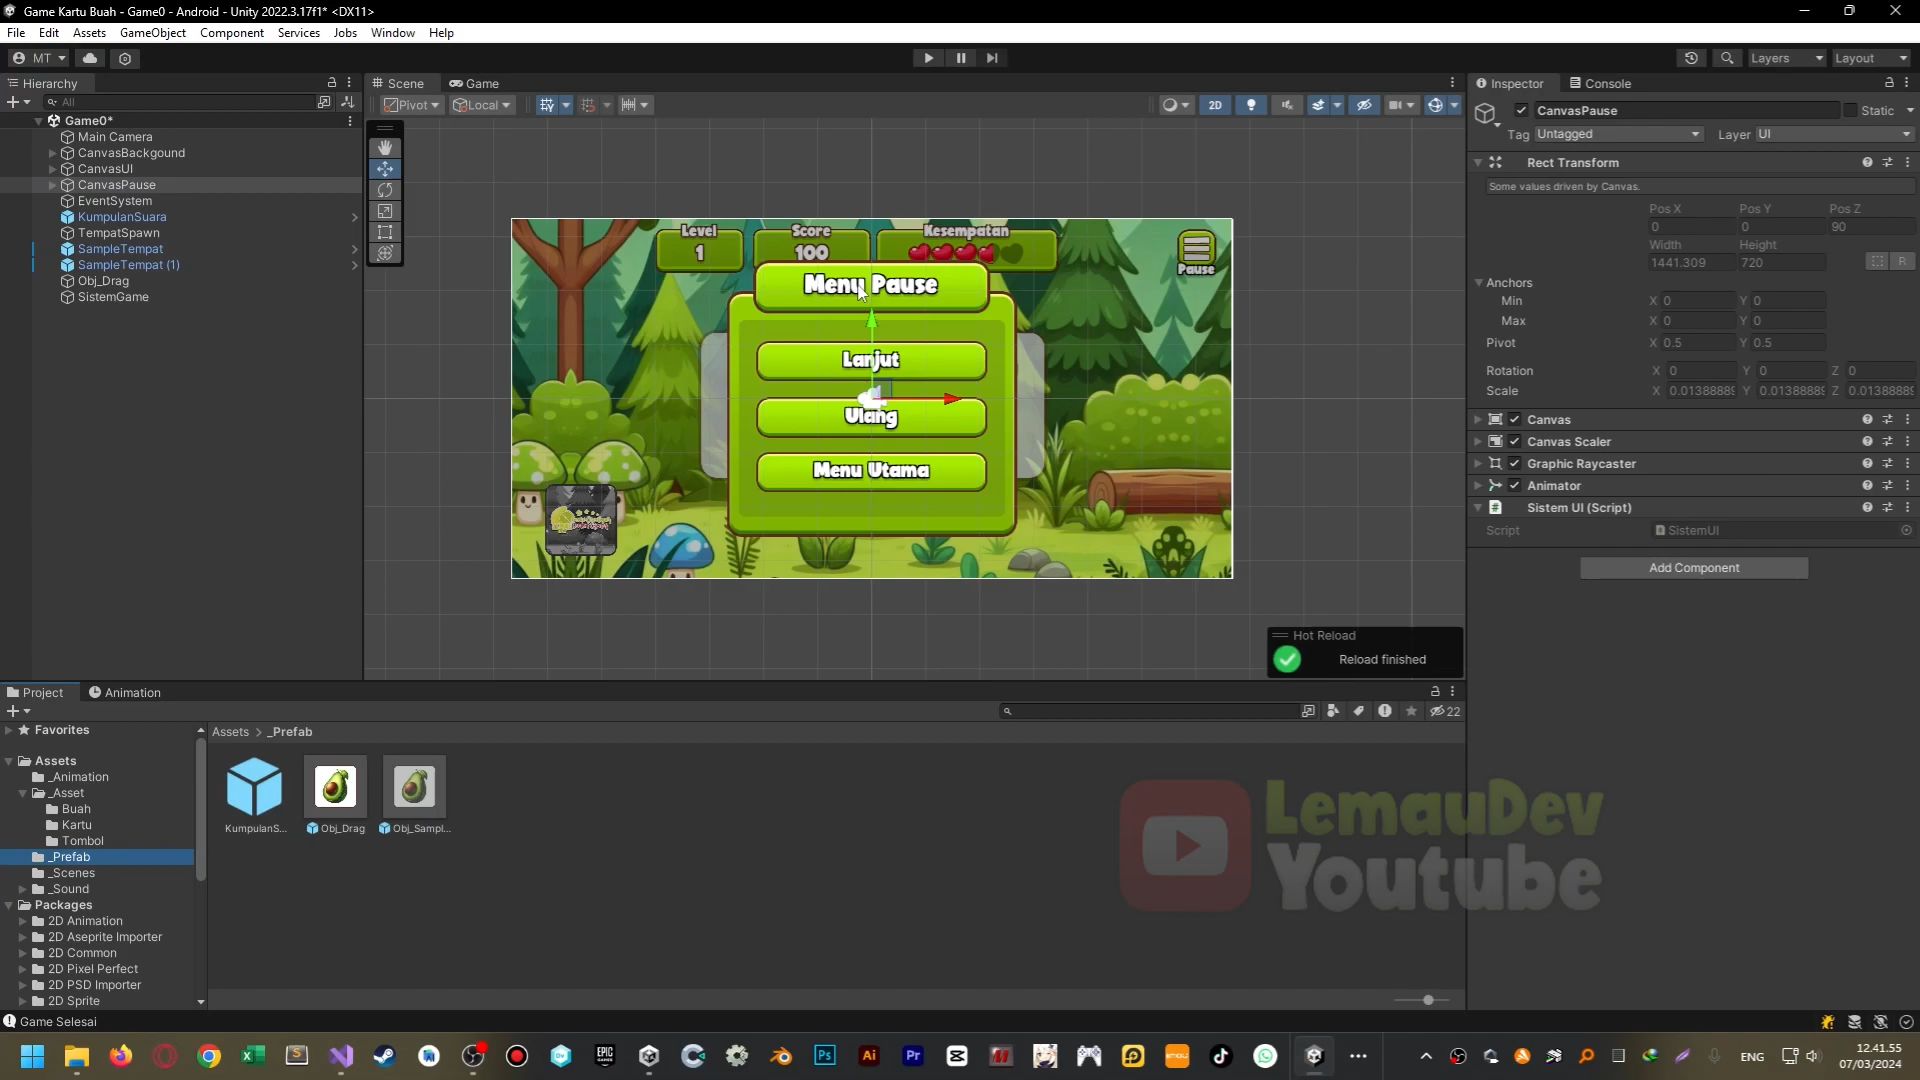 Game Kartu Buah - Game0 - Android - Unity 2022.3.17f1* <DX11>
File Edit Assets GameObject Component Services Jobs Window Help
MT Layers Layout
Hierarchy
All
Game0*
Main Camera
CanvasBackgound
CanvasUI
CanvasPause
EventSystem
KumpulanSuara
TempatSpawn
SampleTempat
SampleTempat (1)
Obj_Drag
SistemGame
Scene Game
Pivot Local 2D
Level
1
Score
100
Kesempatan
Pause
Menu Pause
Lanjut
Ulang
Menu Utama
Hot Reload
Reload finished
Inspector Console
CanvasPause Static
Tag Untagged Layer UI
Rect Transform
Some values driven by Canvas.
Pos X Pos Y Pos Z
0 0 90
Width Height
1441.309 720
R
Anchors
Min X 0 Y 0
Max X 0 Y 0
Pivot X 0.5 Y 0.5
Rotation X 0 Y 0 Z 0
Scale X 0.01388889 Y 0.01388889 Z 0.01388889
Canvas
Canvas Scaler
Graphic Raycaster
Animator
Sistem UI (Script)
Script SistemUI
Add Component
Project Animation
22
Favorites
Assets
_Animation
_Asset
Buah
Kartu
Tombol
_Prefab
_Scenes
_Sound
Packages
2D Animation
2D Aseprite Importer
2D Common
2D Pixel Perfect
2D PSD Importer
2D Sprite
Assets > _Prefab
KumpulanS... Obj_Drag Obj_Sampl...
LemauDev
Youtube
Game Selesai
ENG
12.41.55
07/03/2024